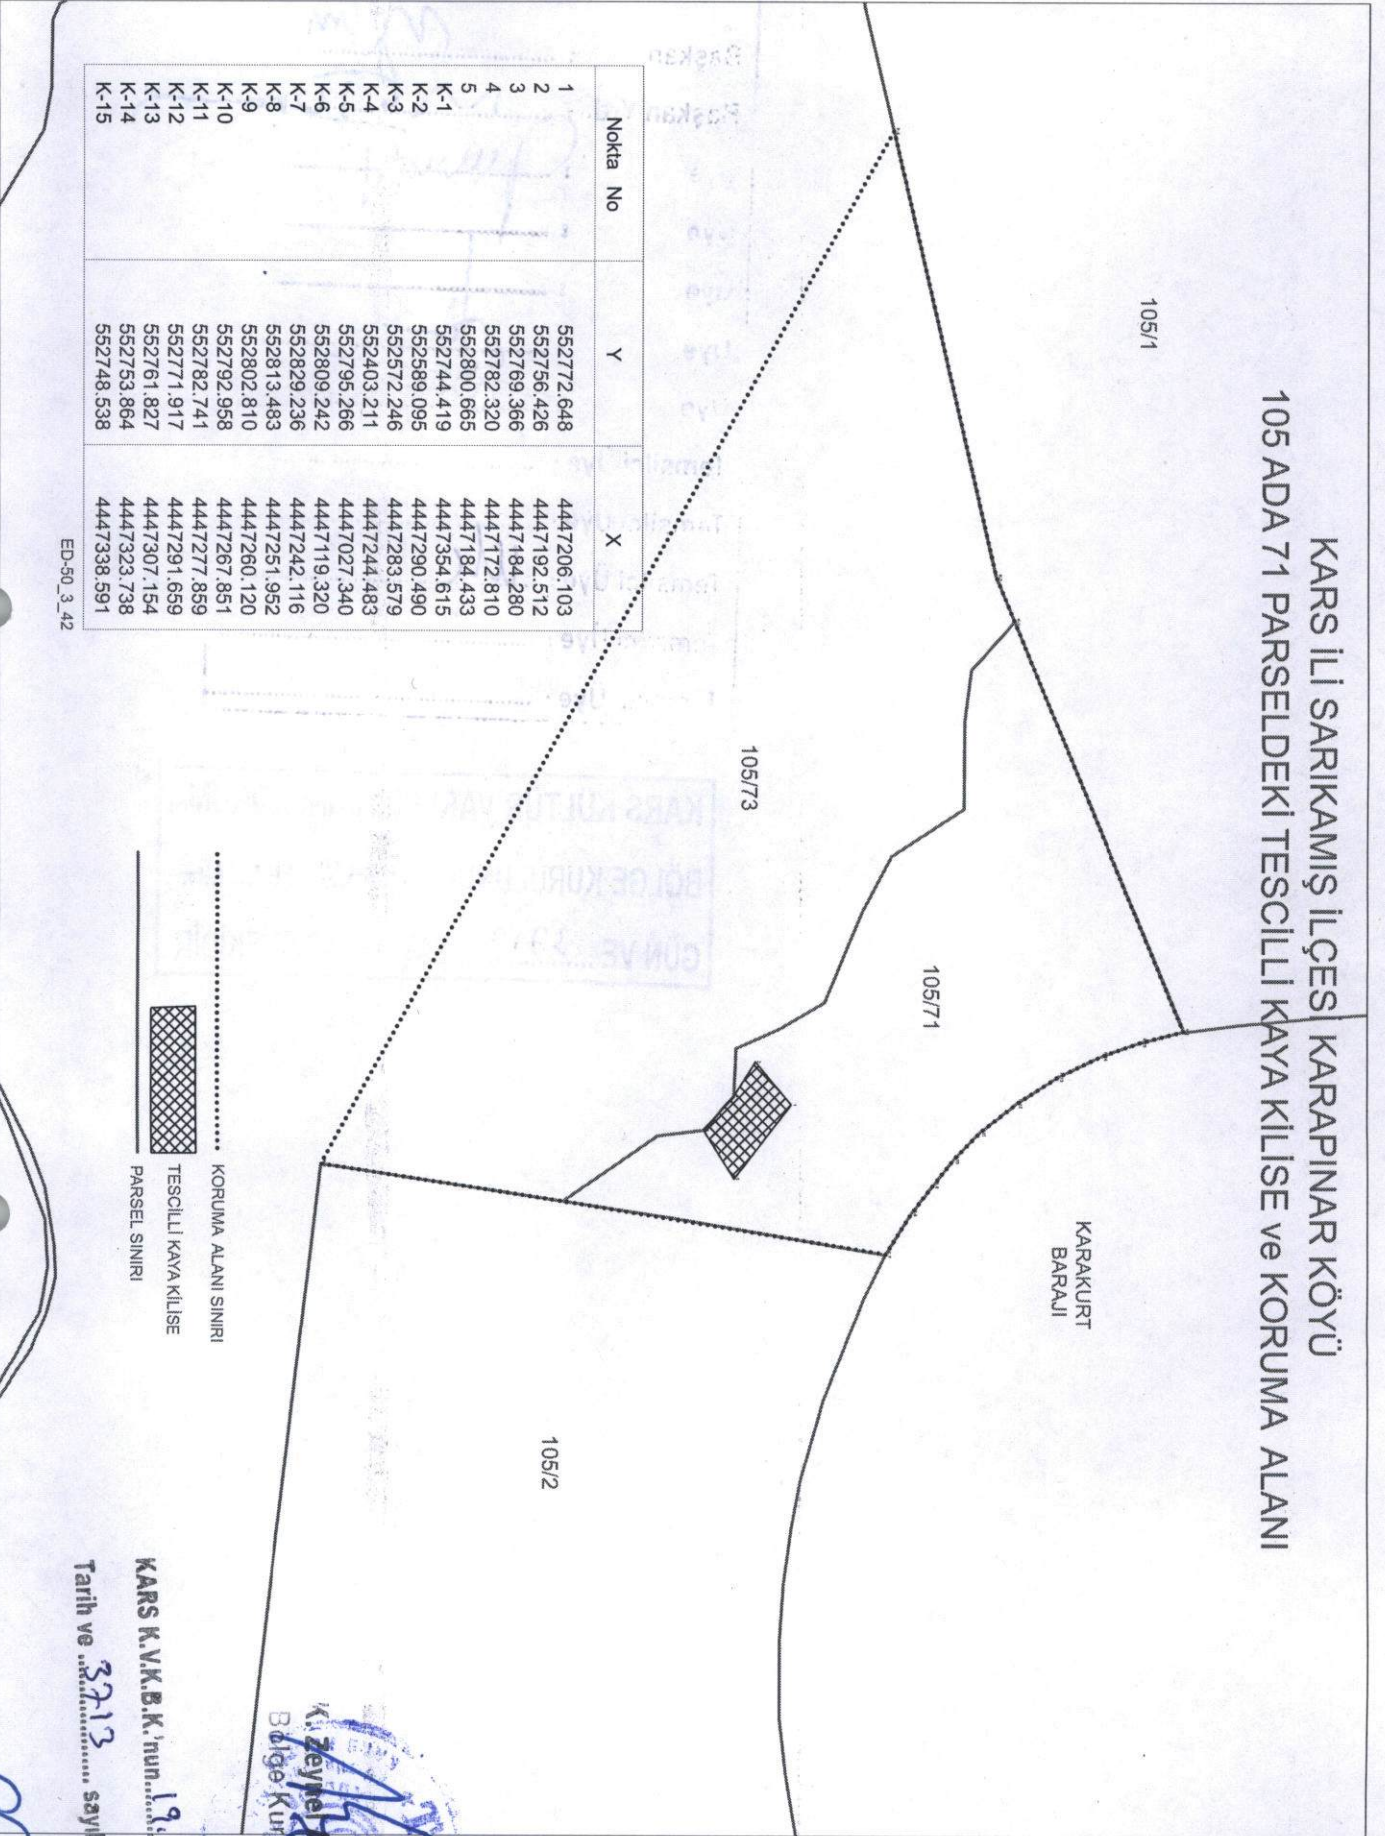 KARS İLİ SARIKAMIŞ İLÇESİ KARAPINAR KÖYÜ
105 ADA 71 PARSELDEKİ TESCİLLİ KAYA KİLİSE ve KORUMA ALANI
105/1
KARAKURT
BARAJI
105/71
105/73
105/2
Nokta No Y X
1 552772.648 4447206.103
2 552756.426 4447192.512
3 552769.366 4447184.280
4 552782.320 4447172.810
5 552800.665 4447184.433
K-1 552744.419 4447354.615
K-2 552589.095 4447290.490
K-3 552572.246 4447283.579
K-4 552403.211 4447244.483
K-5 552795.266 4447027.340
K-6 552809.242 4447119.320
K-7 552829.236 4447242.116
K-8 552813.483 4447251.952
K-9 552802.810 4447260.120
K-10 552792.958 4447267.851
K-11 552782.741 4447277.859
K-12 552771.917 4447291.659
K-13 552761.827 4447307.154
K-14 552753.864 4447323.738
K-15 552748.538 4447338.591
ED-50_3_42
KORUMA ALANI SINIRI
TESCİLLİ KAYA KİLİSE
PARSEL SINIRI
K. Zeynel
Bölge Kur
KARS K.V.K.B.K.'nun 19
Tarih ve 3713 sayıl